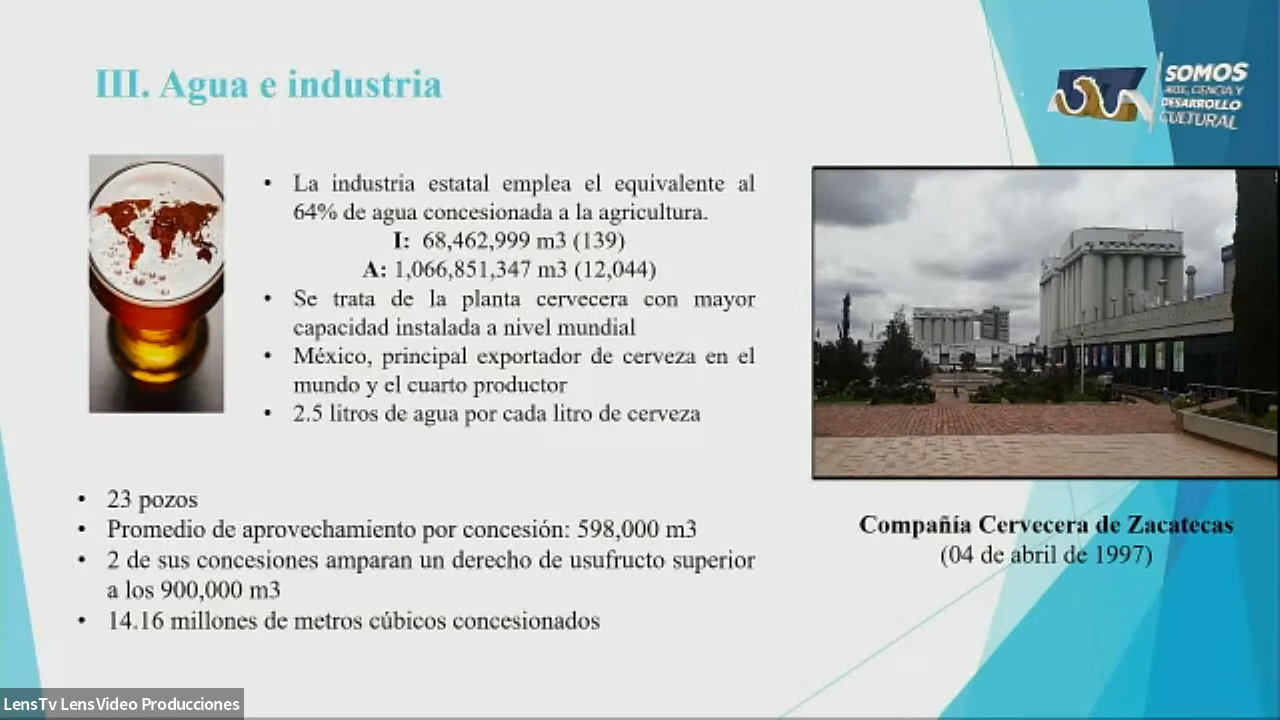 III. Agua e industria
SOMOS
ARTE, CIENCIA Y
DESARROLLO
CULTURAL
• La industria estatal emplea el equivalente al
64% de agua concesionada a la agricultura.
I: 68,462,999 m3 (139)
A: 1,066,851,347 m3 (12,044)
• Se trata de la planta cervecera con mayor
capacidad instalada a nivel mundial
• México, principal exportador de cerveza en el
mundo y el cuarto productor
• 2.5 litros de agua por cada litro de cerveza
• 23 pozos
• Promedio de aprovechamiento por concesión: 598,000 m3
• 2 de sus concesiones amparan un derecho de usufructo superior
a los 900,000 m3
• 14.16 millones de metros cúbicos concesionados
Compañía Cervecera de Zacatecas
(04 de abril de 1997)
LensTv LensVideo Producciones